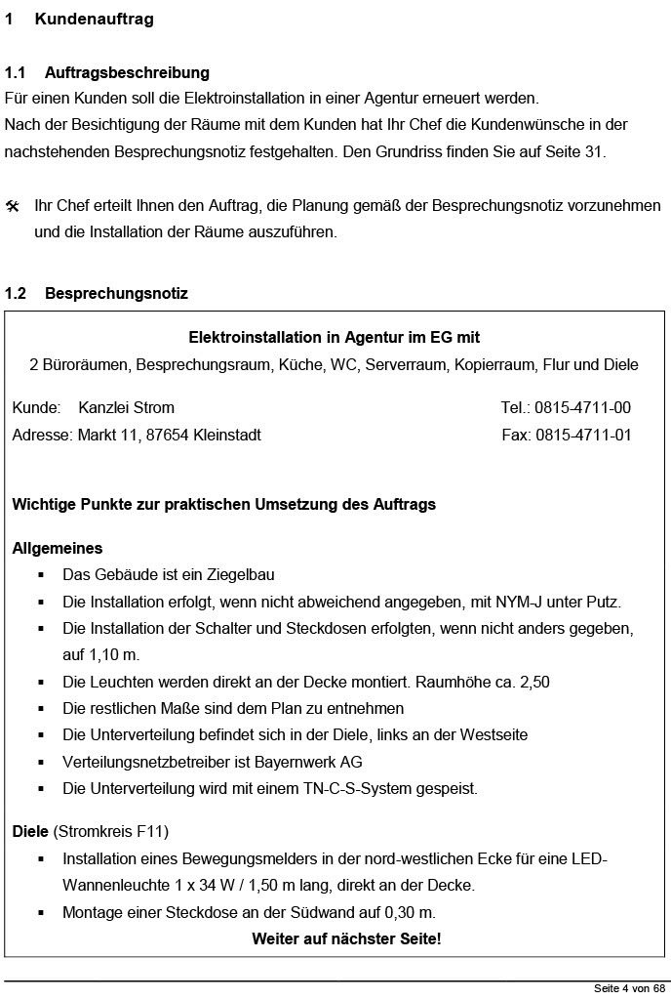 1 Kundenauftrag
1.1 Auftragsbeschreibung
Für einen Kunden soll die Elektroinstallation in einer Agentur erneuert werden.
Nach der Besichtigung der Räume mit dem Kunden hat Ihr Chef die Kundenwünsche in der
nachstehenden Besprechungsnotiz festgehalten. Den Grundriss finden Sie auf Seite 31.
Ihr Chef erteilt Ihnen den Auftrag, die Planung gemäß der Besprechungsnotiz vorzunehmen
und die Installation der Räume auszuführen.
1.2 Besprechungsnotiz
Elektroinstallation in Agentur im EG mit
2 Büroräumen, Besprechungsraum, Küche, WC, Serverraum, Kopierraum, Flur und Diele
Kunde: Kanzlei Strom Tel.: 0815-4711-00
Adresse: Markt 11, 87654 Kleinstadt Fax: 0815-4711-01
Wichtige Punkte zur praktischen Umsetzung des Auftrags
Allgemeines
▪ Das Gebäude ist ein Ziegelbau
▪ Die Installation erfolgt, wenn nicht abweichend angegeben, mit NYM-J unter Putz.
▪ Die Installation der Schalter und Steckdosen erfolgten, wenn nicht anders gegeben,
auf 1,10 m.
▪ Die Leuchten werden direkt an der Decke montiert. Raumhöhe ca. 2,50
▪ Die restlichen Maße sind dem Plan zu entnehmen
▪ Die Unterverteilung befindet sich in der Diele, links an der Westseite
▪ Verteilungsnetzbetreiber ist Bayernwerk AG
▪ Die Unterverteilung wird mit einem TN-C-S-System gespeist.
Diele (Stromkreis F11)
▪ Installation eines Bewegungsmelders in der nord-westlichen Ecke für eine LED-
Wannenleuchte 1 x 34 W / 1,50 m lang, direkt an der Decke.
▪ Montage einer Steckdose an der Südwand auf 0,30 m.
Weiter auf nächster Seite!
Seite 4 von 68